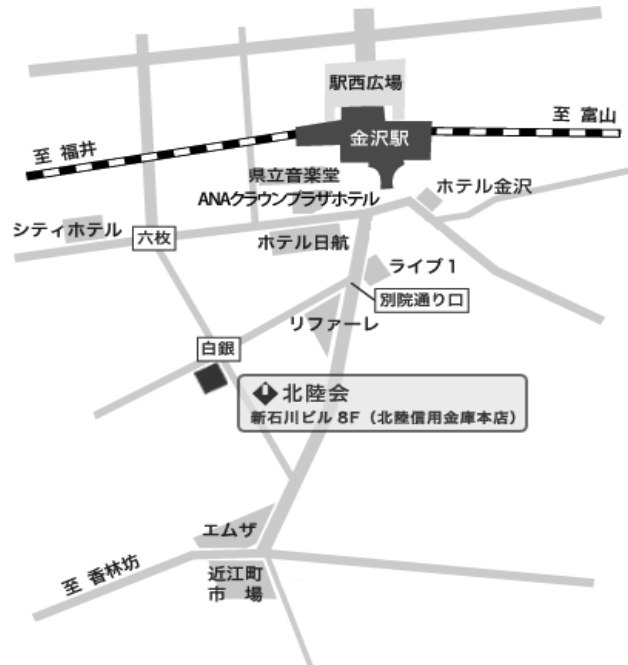 駅西広場
金沢駅
至 富山
至 福井
県立音楽堂
ホテル金沢
ANAクラウンプラザホテル
シティホテル
六枚
ホテル日航
ライブ1
別院通り口
リファーレ
白銀
北陸会
新石川ビル 8F（北陸信用金庫本店）
エムザ
至 香林坊
近江町
市 場